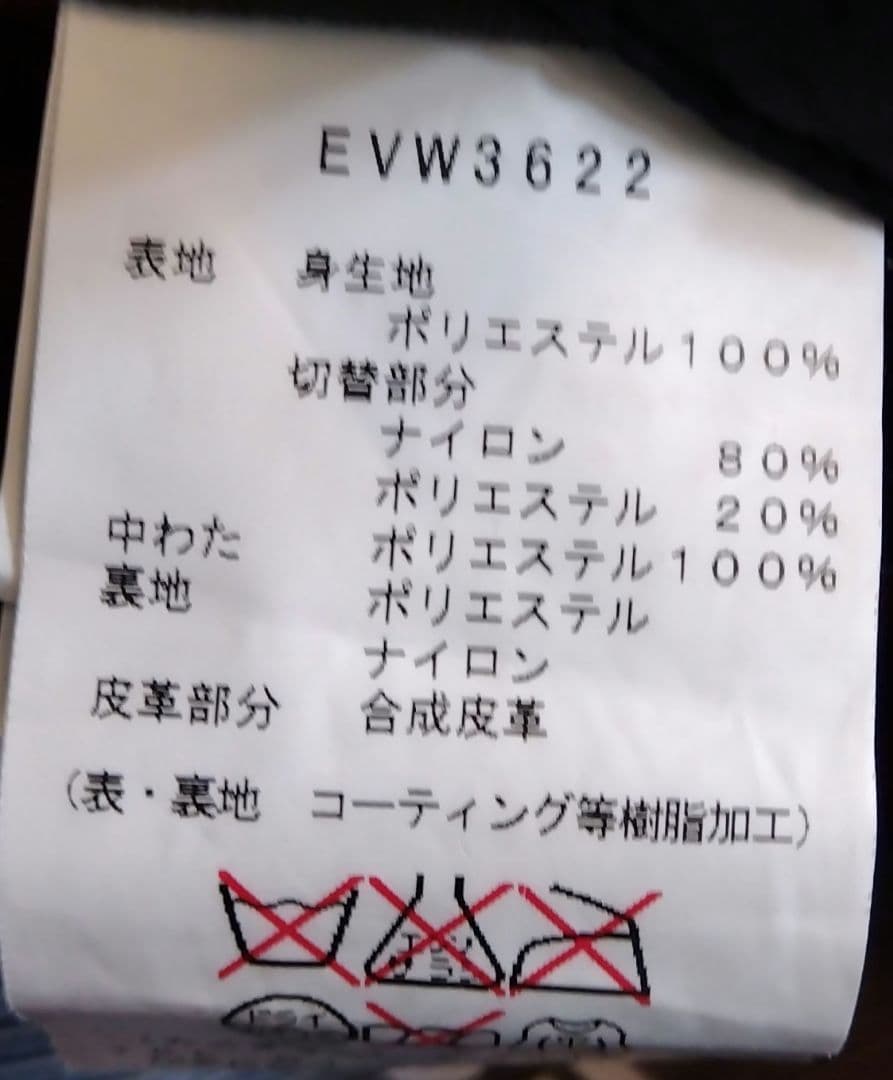 EVW3622
表地 身生地
ポリエステル100%
切替部分
ナイロン 80%
ポリエステル 20%
中わた ポリエステル100%
裏地 ポリエステル
ナイロン
皮革部分 合成皮革
(表・裏地 コーティング等樹脂加工)